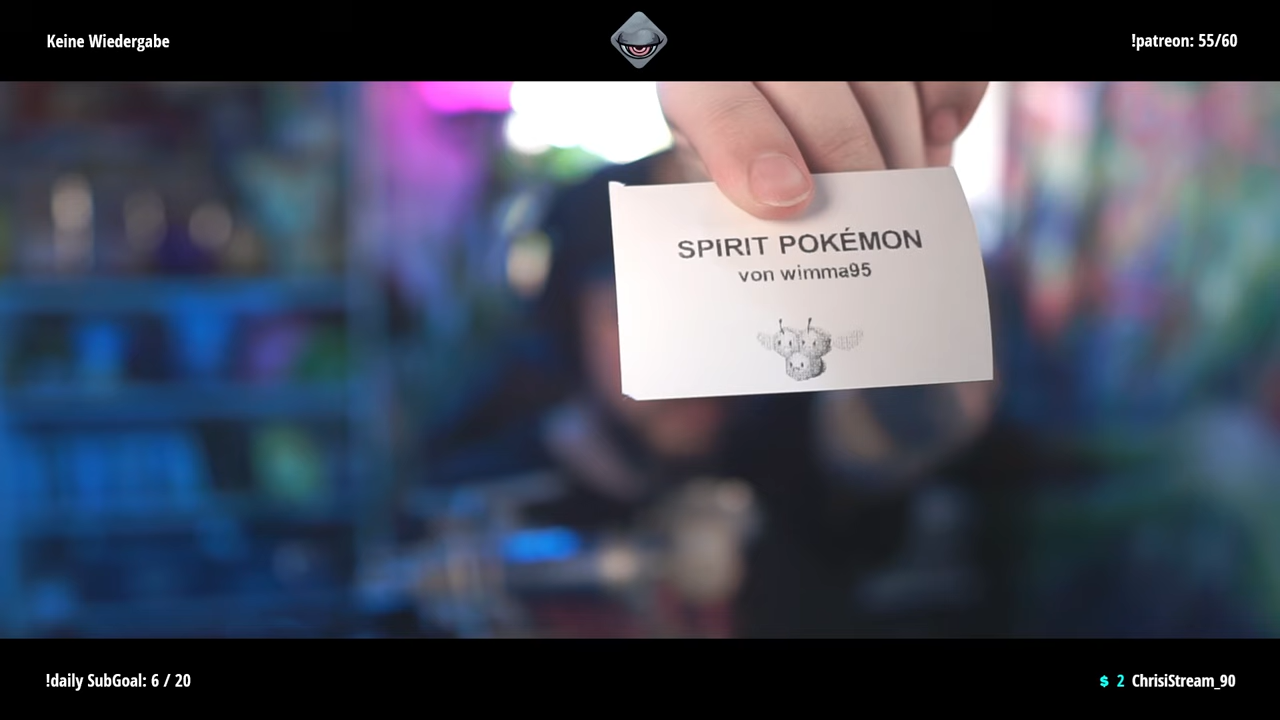 Keine Wiedergabe
!patreon: 55/60
SPIRIT POKÉMON
von wimma95
!daily SubGoal: 6 / 20
$ 2 ChrisiStream_90